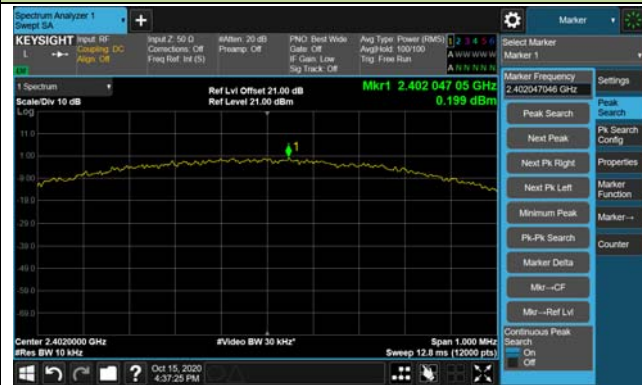 Spectrum Analyzer 1
Swept SA
+
Marker
KEYSIGHT
L
Input: RF
Coupling: DC
Align: Off
Input Z: 50 Ω
Corrections: Off
Freq Ref: Int (S)
#Atten: 20 dB
Preamp: Off
PNO: Best Wide
Gate: Off
IF Gain: Low
Sig Track: Off
Avg Type: Power (RMS)
Avg|Hold: 100/100
Trig: Free Run
1 2 3 4 5 6
A W W W W W
A N N N N N
Select Marker
Marker 1
1 Spectrum
Scale/Div 10 dB
Log
Ref Lvl Offset 21.00 dB
Ref Level 21.00 dBm
Mkr1 2.402 047 05 GHz
0.199 dBm
11.0
1.00
-9.00
-19.0
-29.0
-39.0
-49.0
-59.0
-69.0
1
Center 2.4020000 GHz
#Res BW 10 kHz
#Video BW 30 kHz*
Span 1.000 MHz
Sweep 12.8 ms (12000 pts)
Marker Frequency
2.402047046 GHz
Peak Search
Next Peak
Next Pk Right
Next Pk Left
Minimum Peak
Pk-Pk Search
Marker Delta
Mkr→CF
Mkr→Ref Lvl
Continuous Peak
Search
On
Off
Settings
Peak
Search
Pk Search
Config
Properties
Marker
Function
Marker→
Counter
?
Oct 15, 2020
4:37:25 PM